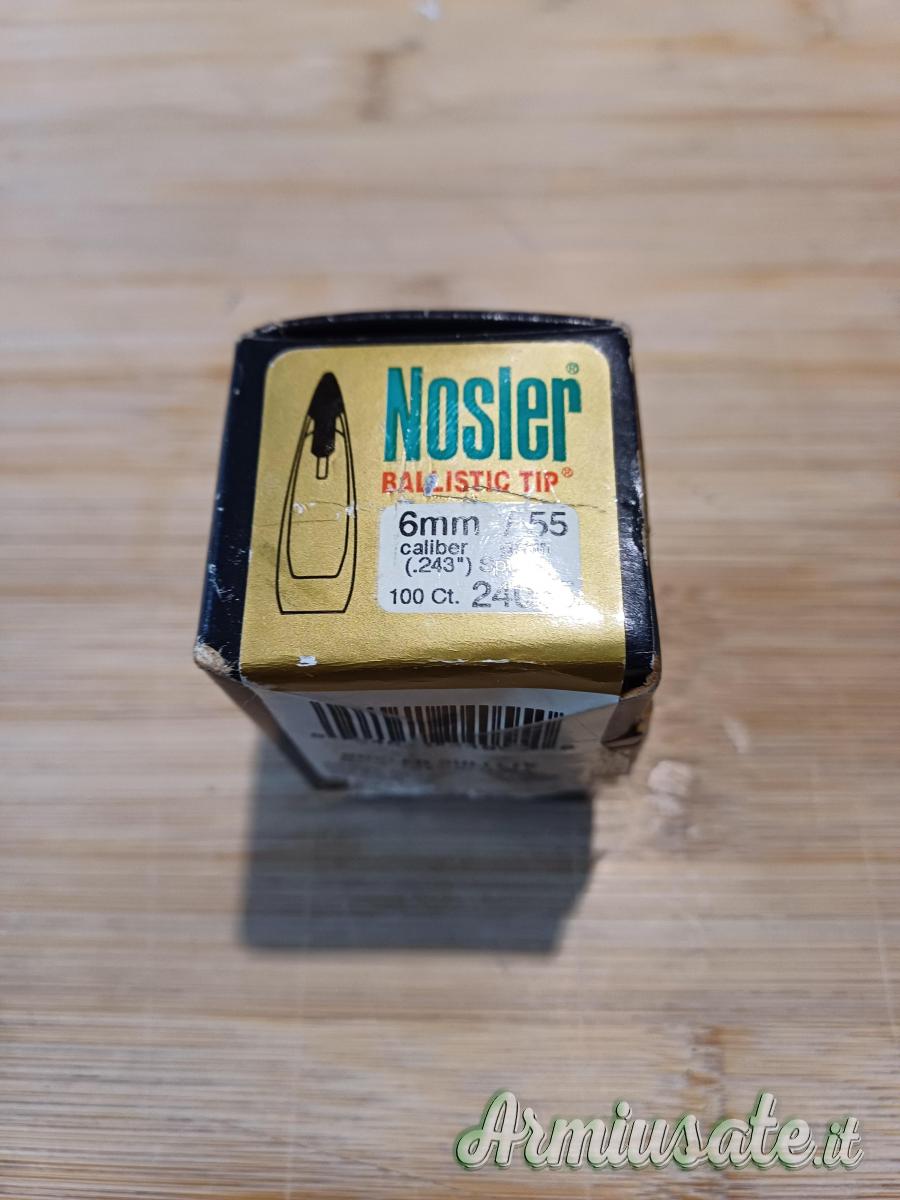 Nosler®
BALLISTIC TIP®
6mm / 55
caliber
(.243")
100 Ct.
Armiusate.it